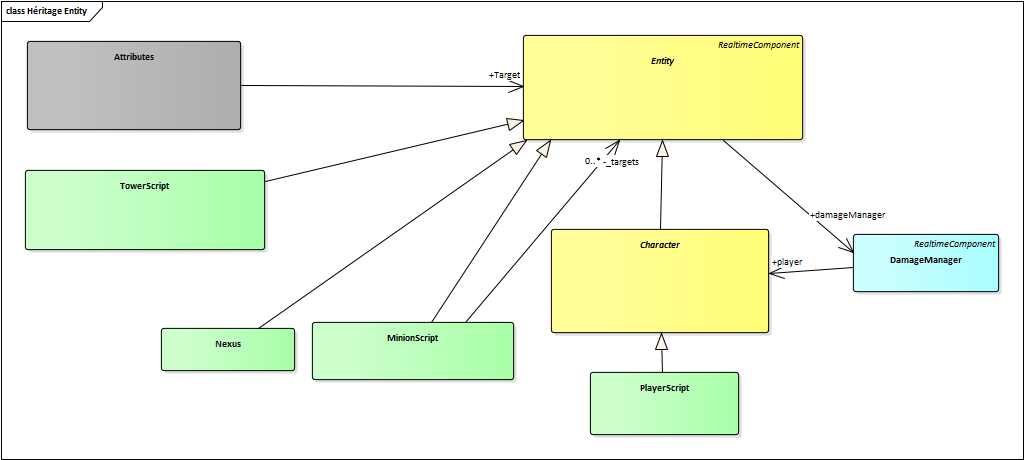 class Héritage Entity
RealtimeComponent
Attributes
Entity
+Target
0..* -_targets
TowerScript
+damageManager
Character
RealtimeComponent
+player
DamageManager
Nexus
MinionScript
PlayerScript